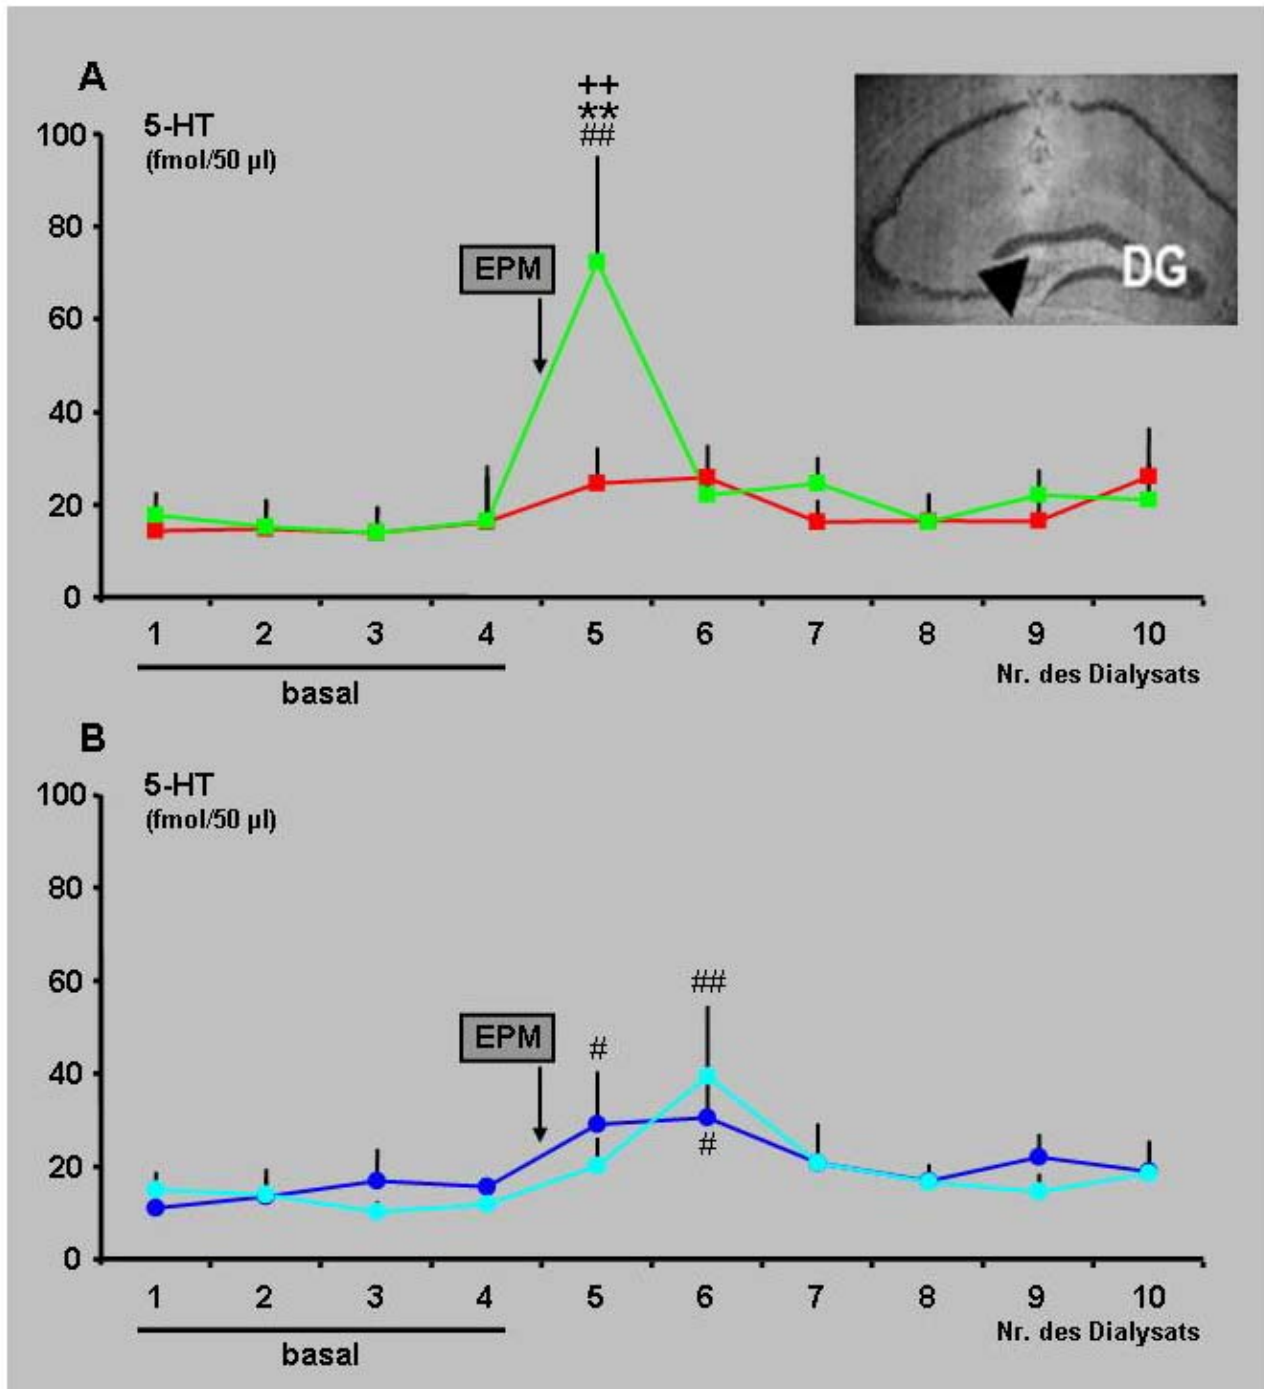 A
5-HT
(fmol/50 µl)
100
80
60
40
20
0
++
**
##
EPM
DG
1 2 3 4 5 6 7 8 9 10
basal
Nr. des Dialysats
B
5-HT
(fmol/50 µl)
100
80
60
40
20
0
EPM
#
##
#
1 2 3 4 5 6 7 8 9 10
basal
Nr. des Dialysats